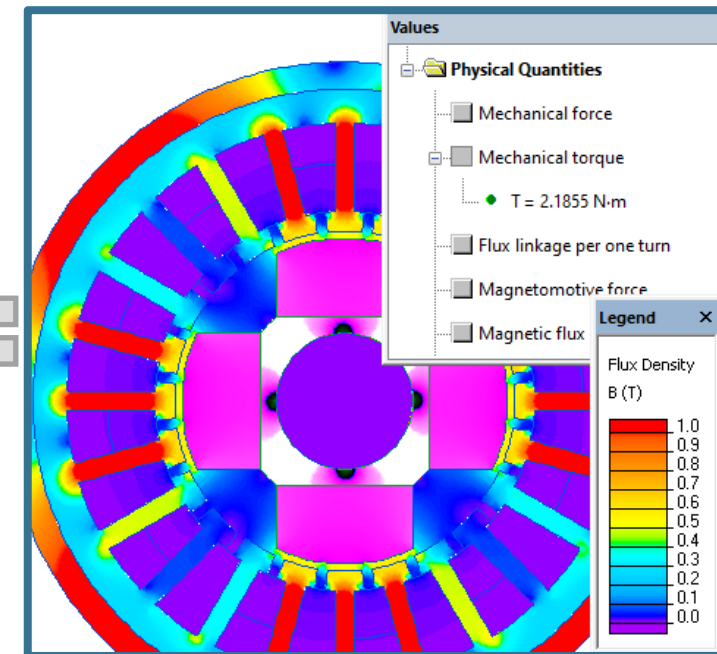 Values
Physical Quantities
Mechanical force
Mechanical torque
T = 2.1855 N·m
Flux linkage per one turn
Magnetomotive force
Magnetic flux
Legend ×
Flux Density
B (T)
1.0
0.9
0.8
0.7
0.6
0.5
0.4
0.3
0.2
0.1
0.0